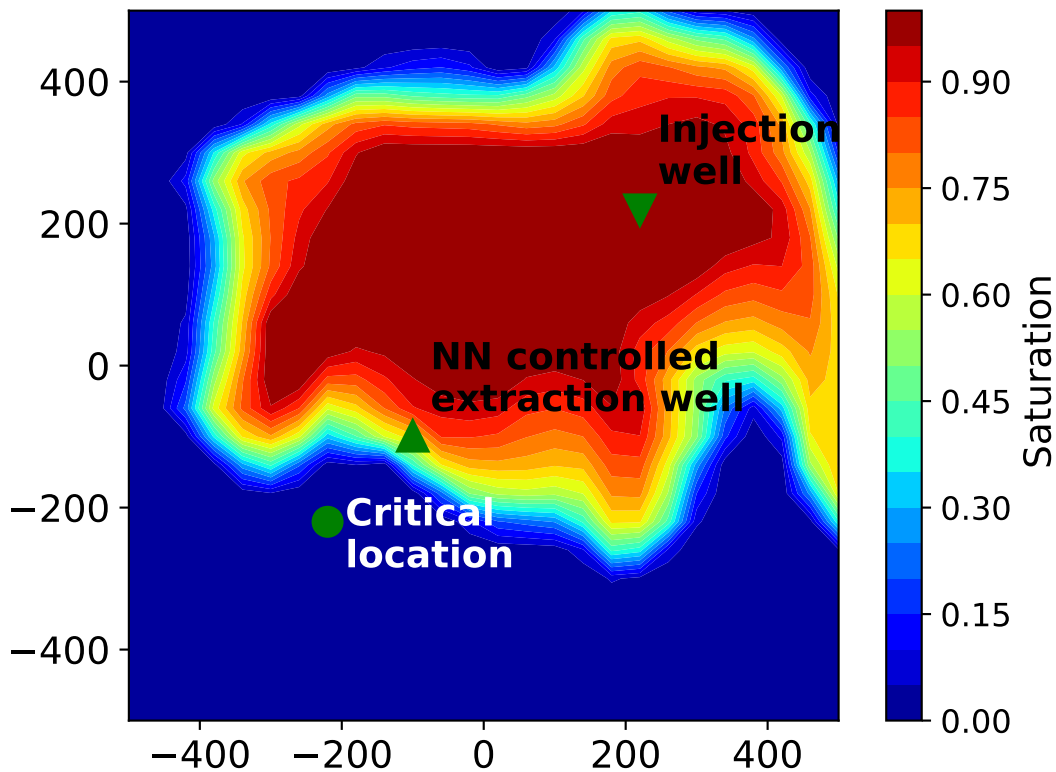 Injection
well
NN controlled
extraction well
Critical
location
400
200
0
−200
−400
−400
−200
0
200
400
0.90
0.75
0.60
0.45
0.30
0.15
0.00
Saturation